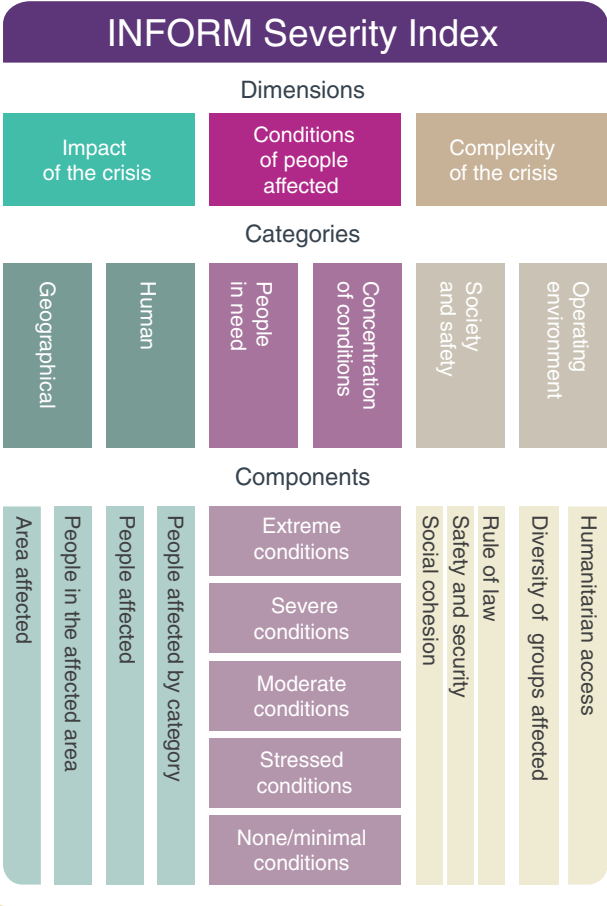 INFORM Severity Index
Dimensions
Impact
of the crisis
Conditions
of people
affected
Complexity
of the crisis
Categories
Geographical
Human
People
in need
Concentration
of conditions
Society
and safety
Operating
environment
Components
Area affected
People in the affected area
People affected
People affected by category
Extreme
conditions
Severe
conditions
Moderate
conditions
Stressed
conditions
None/minimal
conditions
Social cohesion
Safety and security
Rule of law
Diversity of groups affected
Humanitarian access